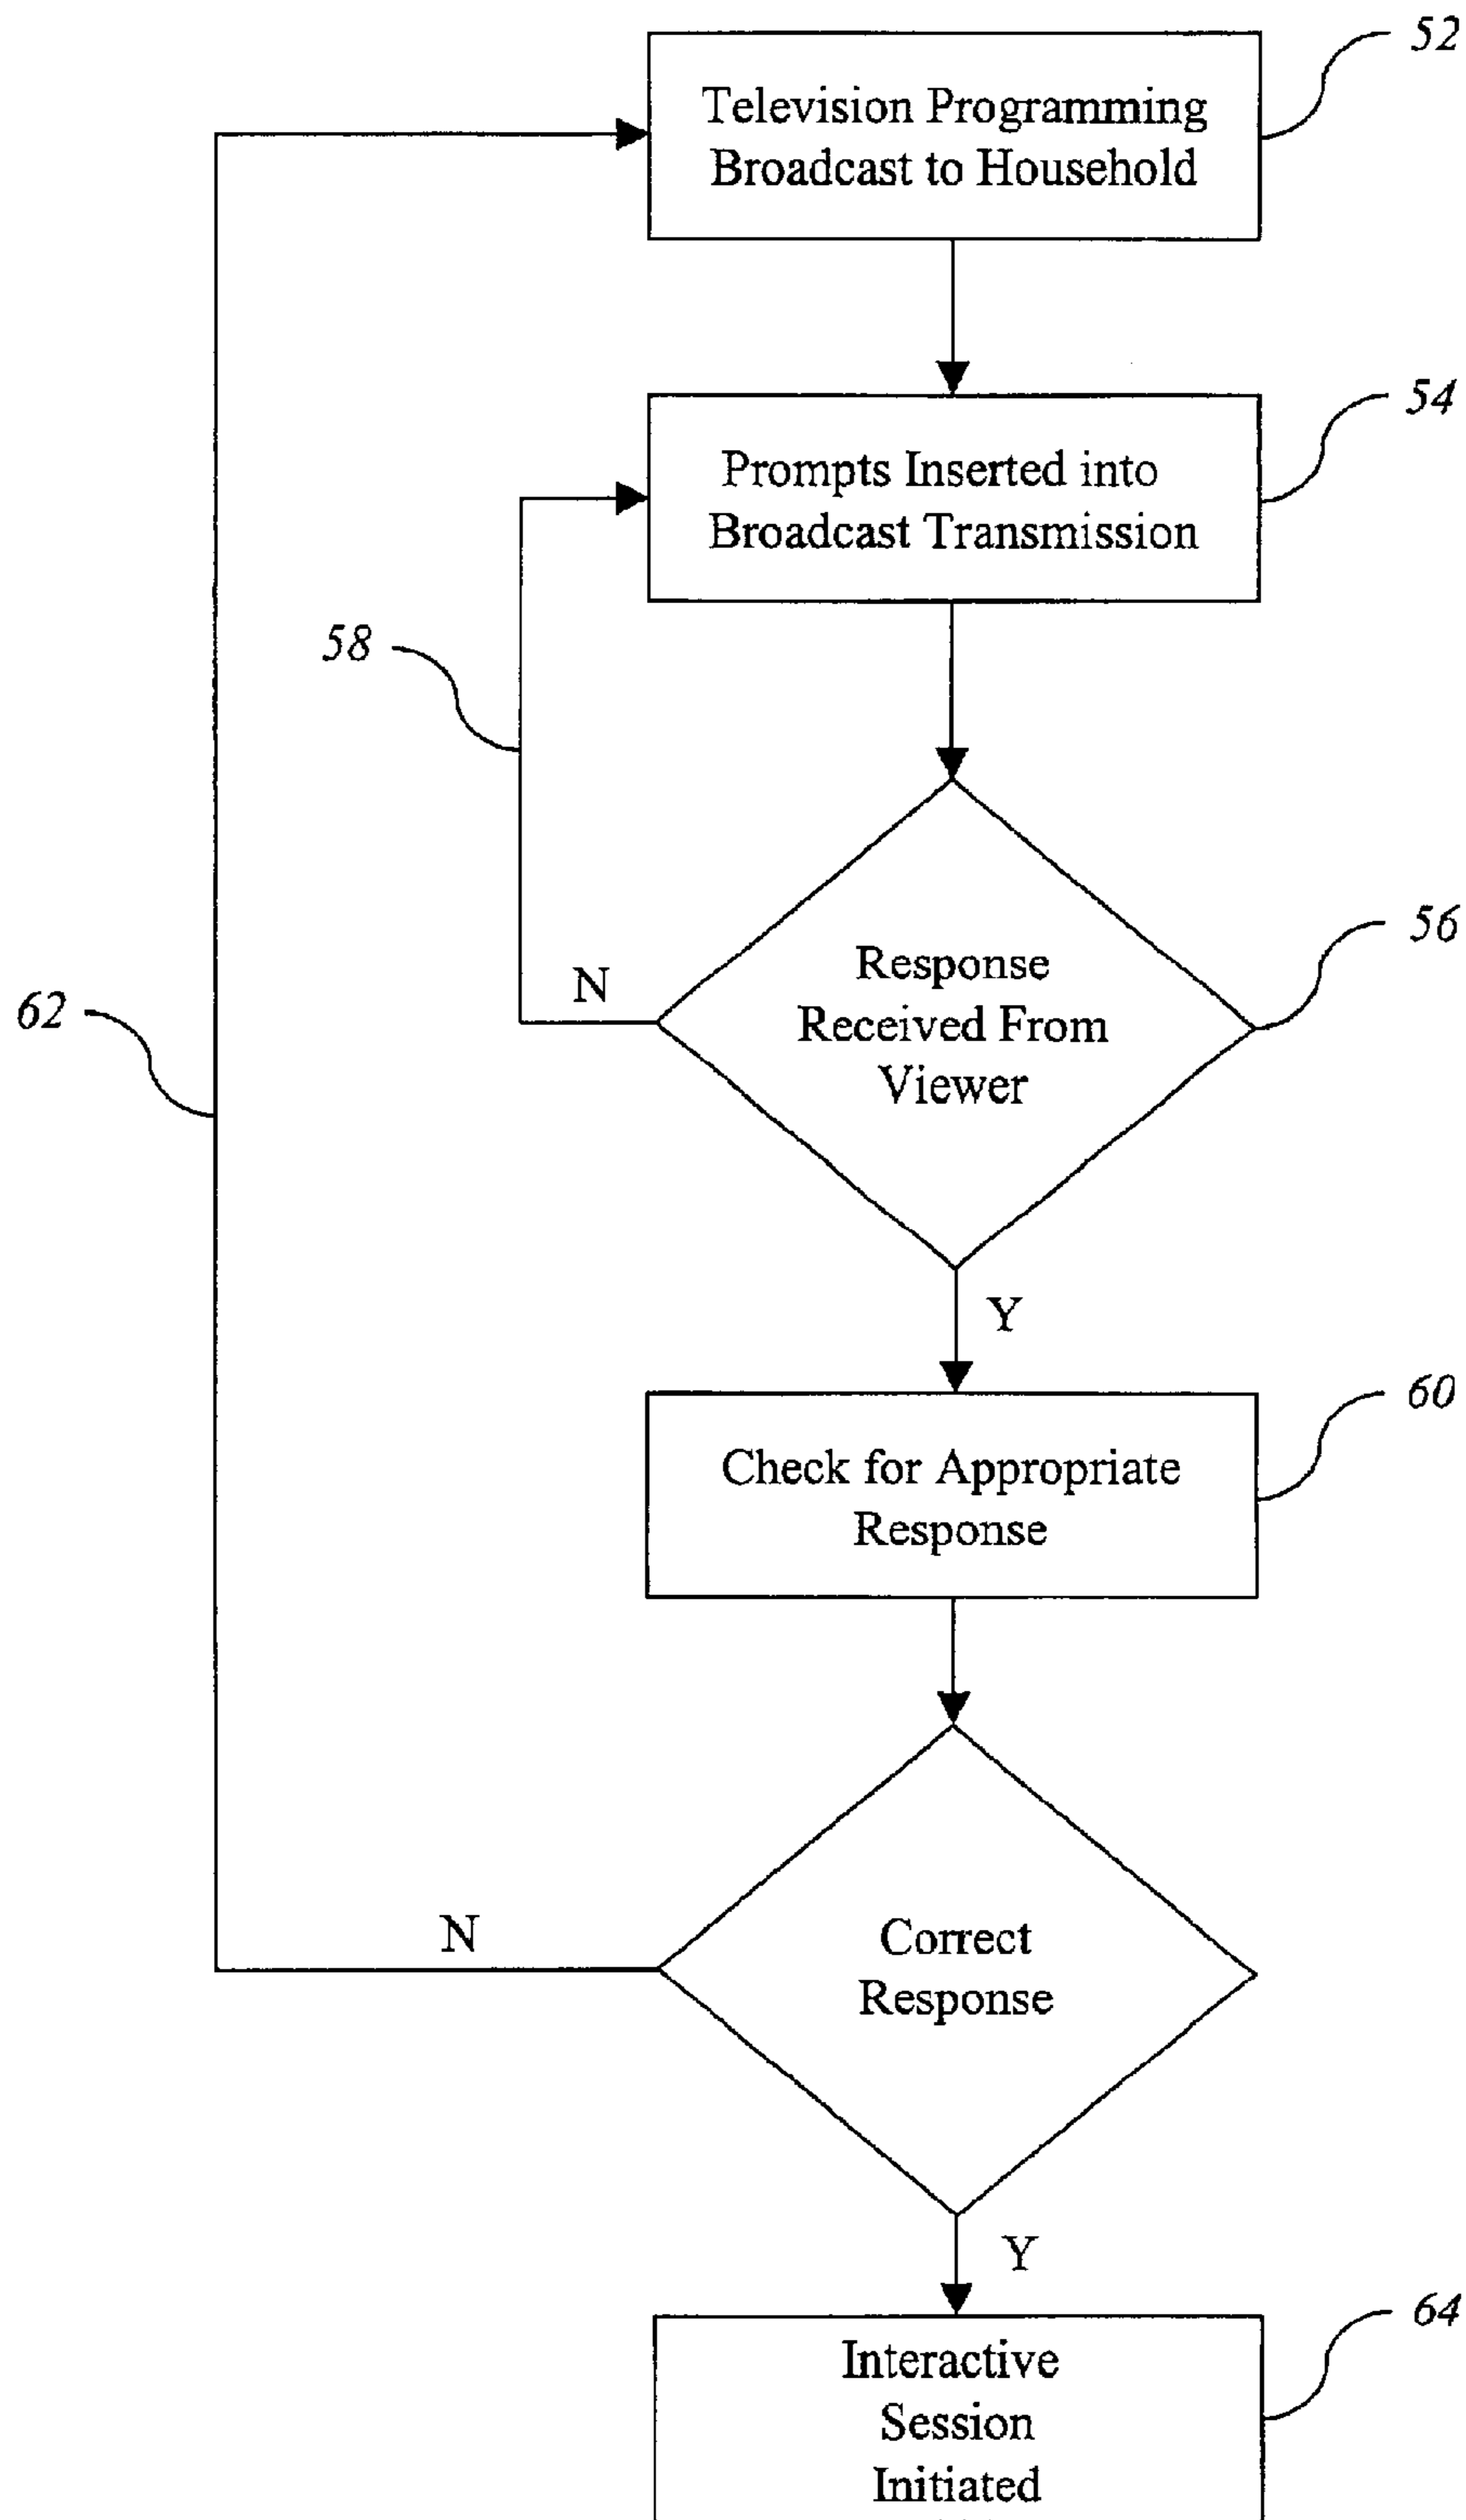 52
Television Programming
Broadcast to Household
54
Prompts Inserted into
Broadcast Transmission
58
56
Response
Received From
Viewer
N
62
Y
60
Check for Appropriate
Response
Correct
Response
N
Y
64
Interactive
Session
Initiated